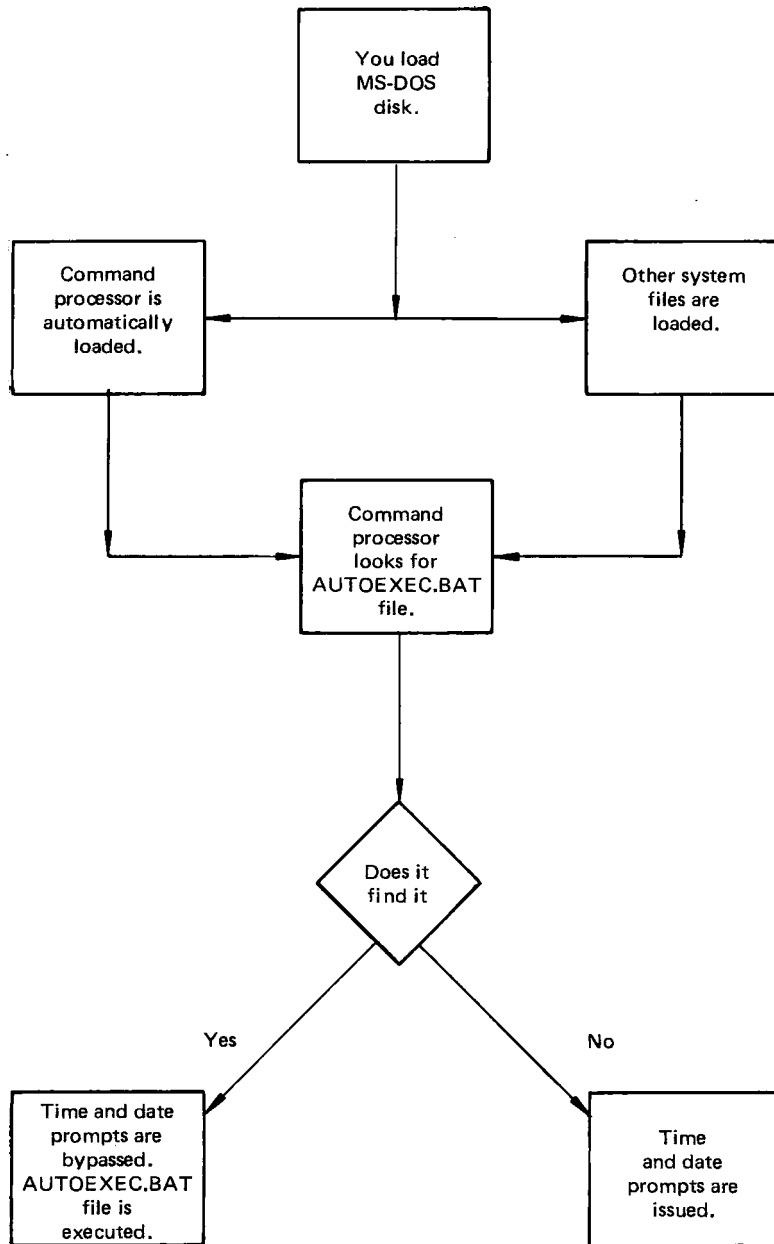 You load
MS-DOS
disk.
Command
processor is
automatically
loaded.
Other system
files are
loaded.
Command
processor
looks for
AUTOEXEC.BAT
file.
Does it
find it
Yes
No
Time and date
prompts are
bypassed.
AUTOEXEC.BAT
file is
executed.
Time
and date
prompts are
issued.